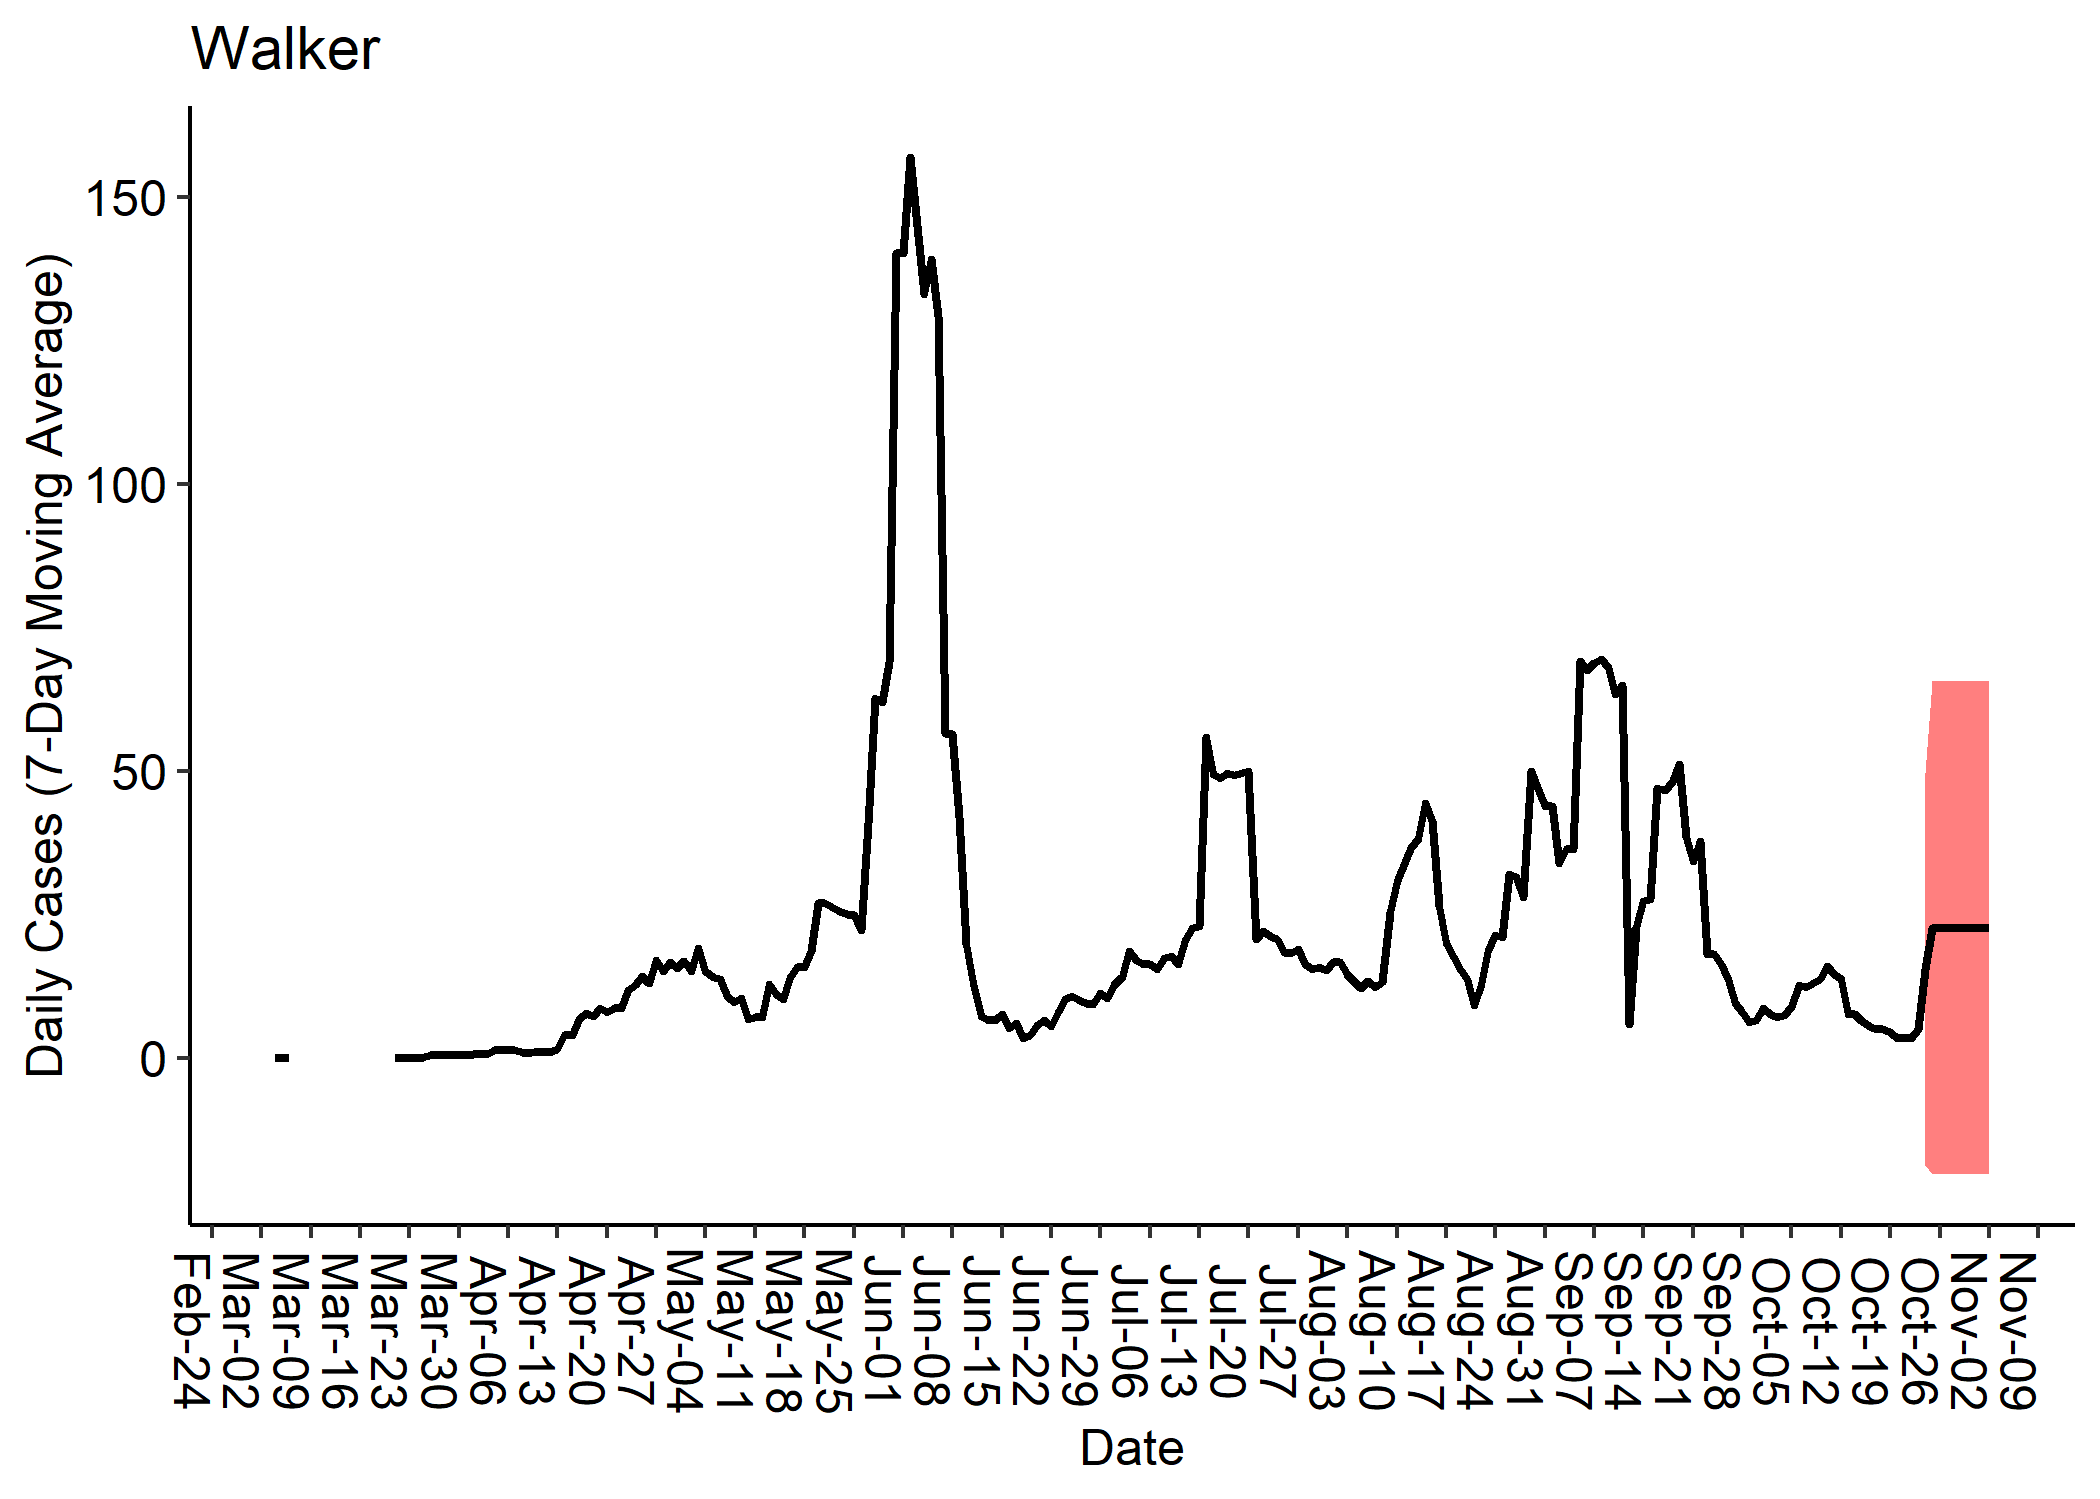 Walker
Daily Cases (7-Day Moving Average)
150
100
50
0
Feb-24
Mar-02
Mar-09
Mar-16
Mar-23
Mar-30
Apr-06
Apr-13
Apr-20
Apr-27
May-04
May-11
May-18
May-25
Jun-01
Jun-08
Jun-15
Jun-22
Jun-29
Jul-06
Jul-13
Jul-20
Jul-27
Aug-03
Aug-10
Aug-17
Aug-24
Aug-31
Sep-07
Sep-14
Sep-21
Sep-28
Oct-05
Oct-12
Oct-19
Oct-26
Nov-02
Nov-09
Date